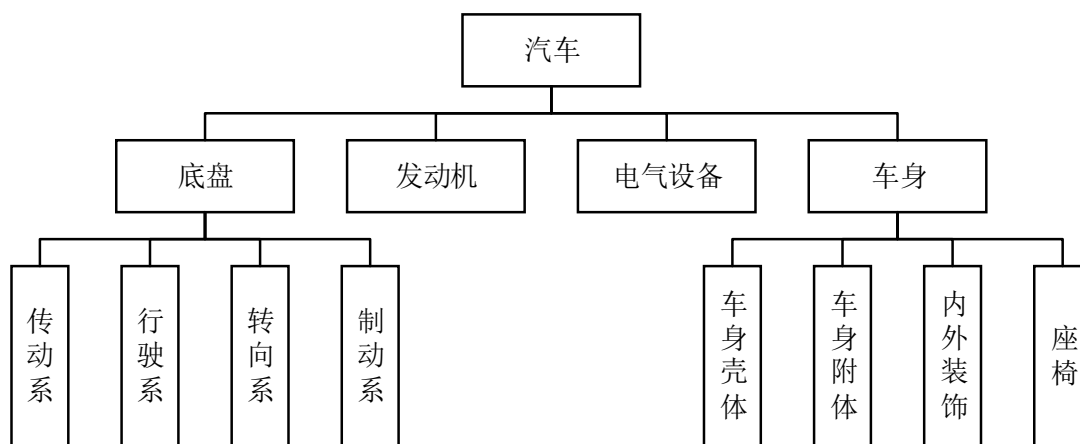 汽车
底盘
发动机
电气设备
车身
传动系
行驶系
转向系
制动系
车身壳体
车身附体
内外装饰
座椅